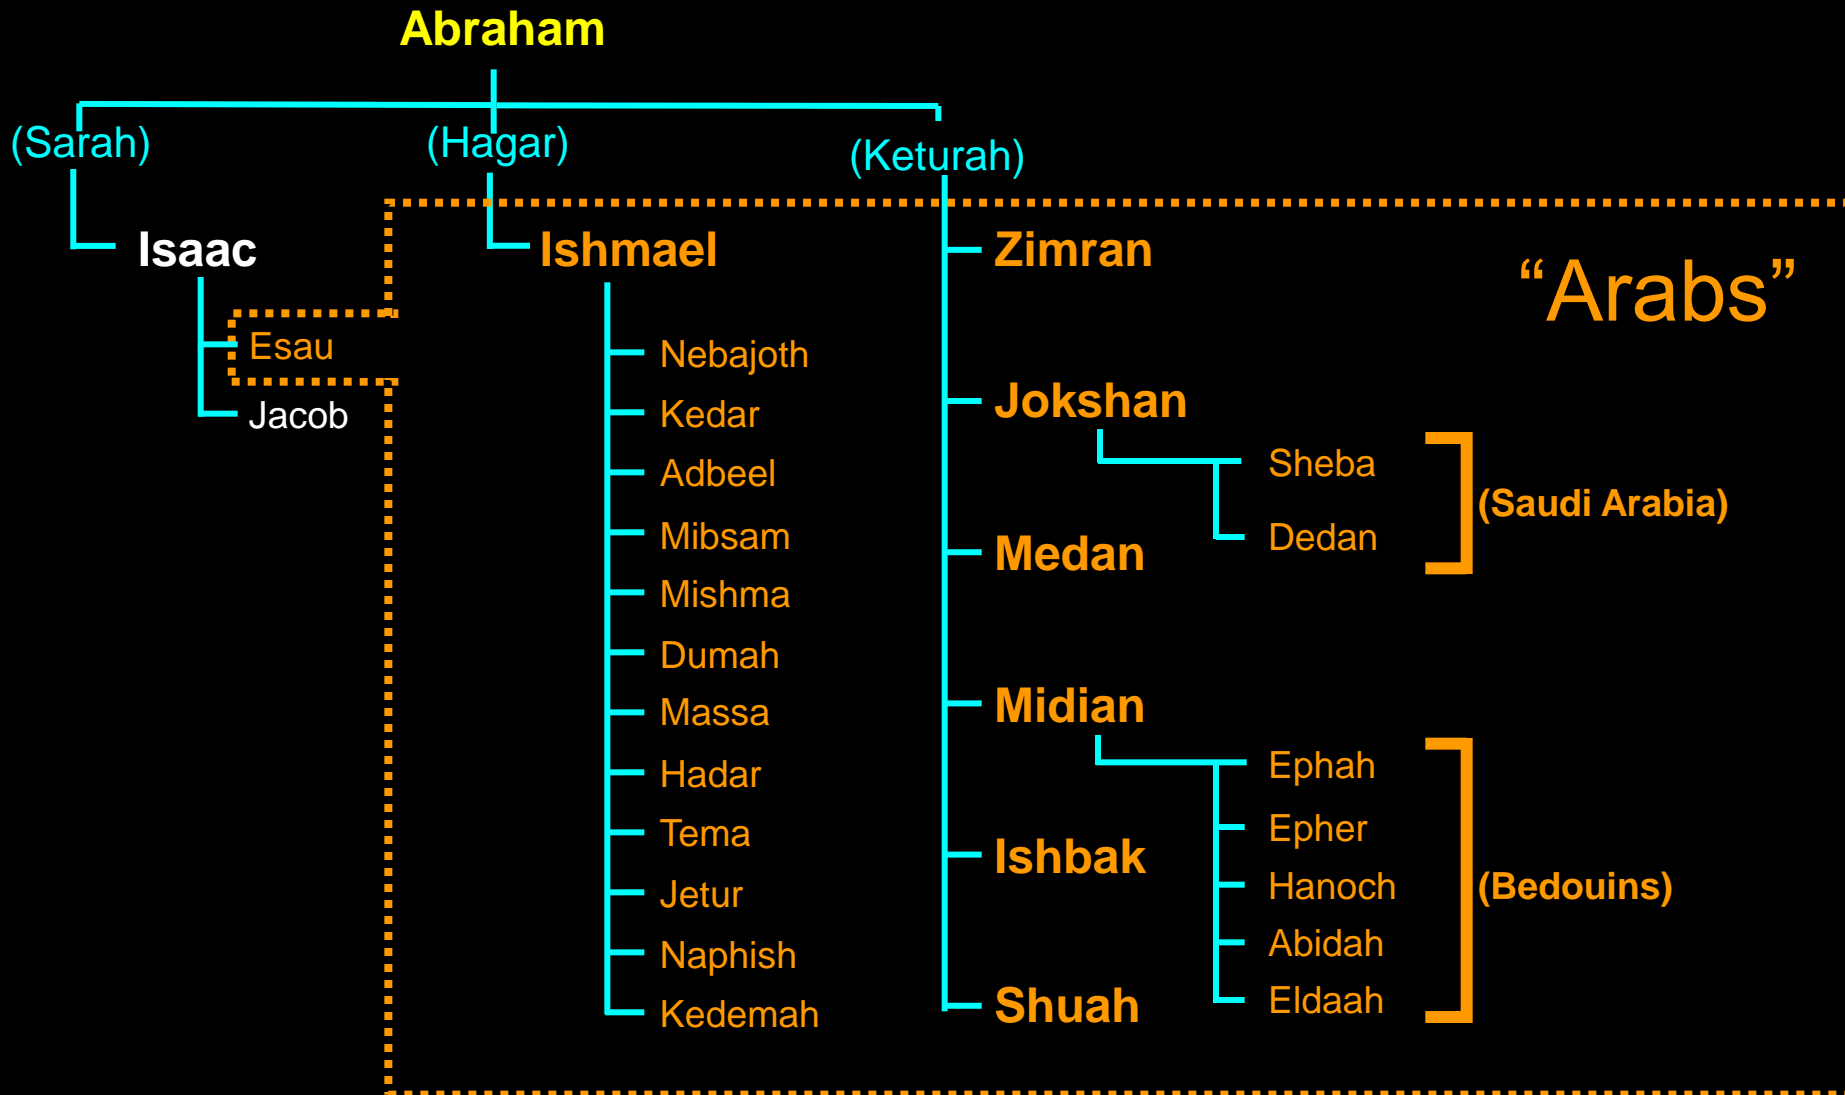 Abraham
(Sarah)
(Hagar)
(Keturah)
Isaac
Esau
Jacob
Ishmael
Nebajoth
Kedar
Adbeel
Mibsam
Mishma
Dumah
Massa
Hadar
Tema
Jetur
Naphish
Kedemah
Zimran
Jokshan
Sheba
Dedan
(Saudi Arabia)
Medan
Midian
Ephah
Epher
Hanoch
Abidah
Eldaah
(Bedouins)
Ishbak
Shuah
“Arabs”